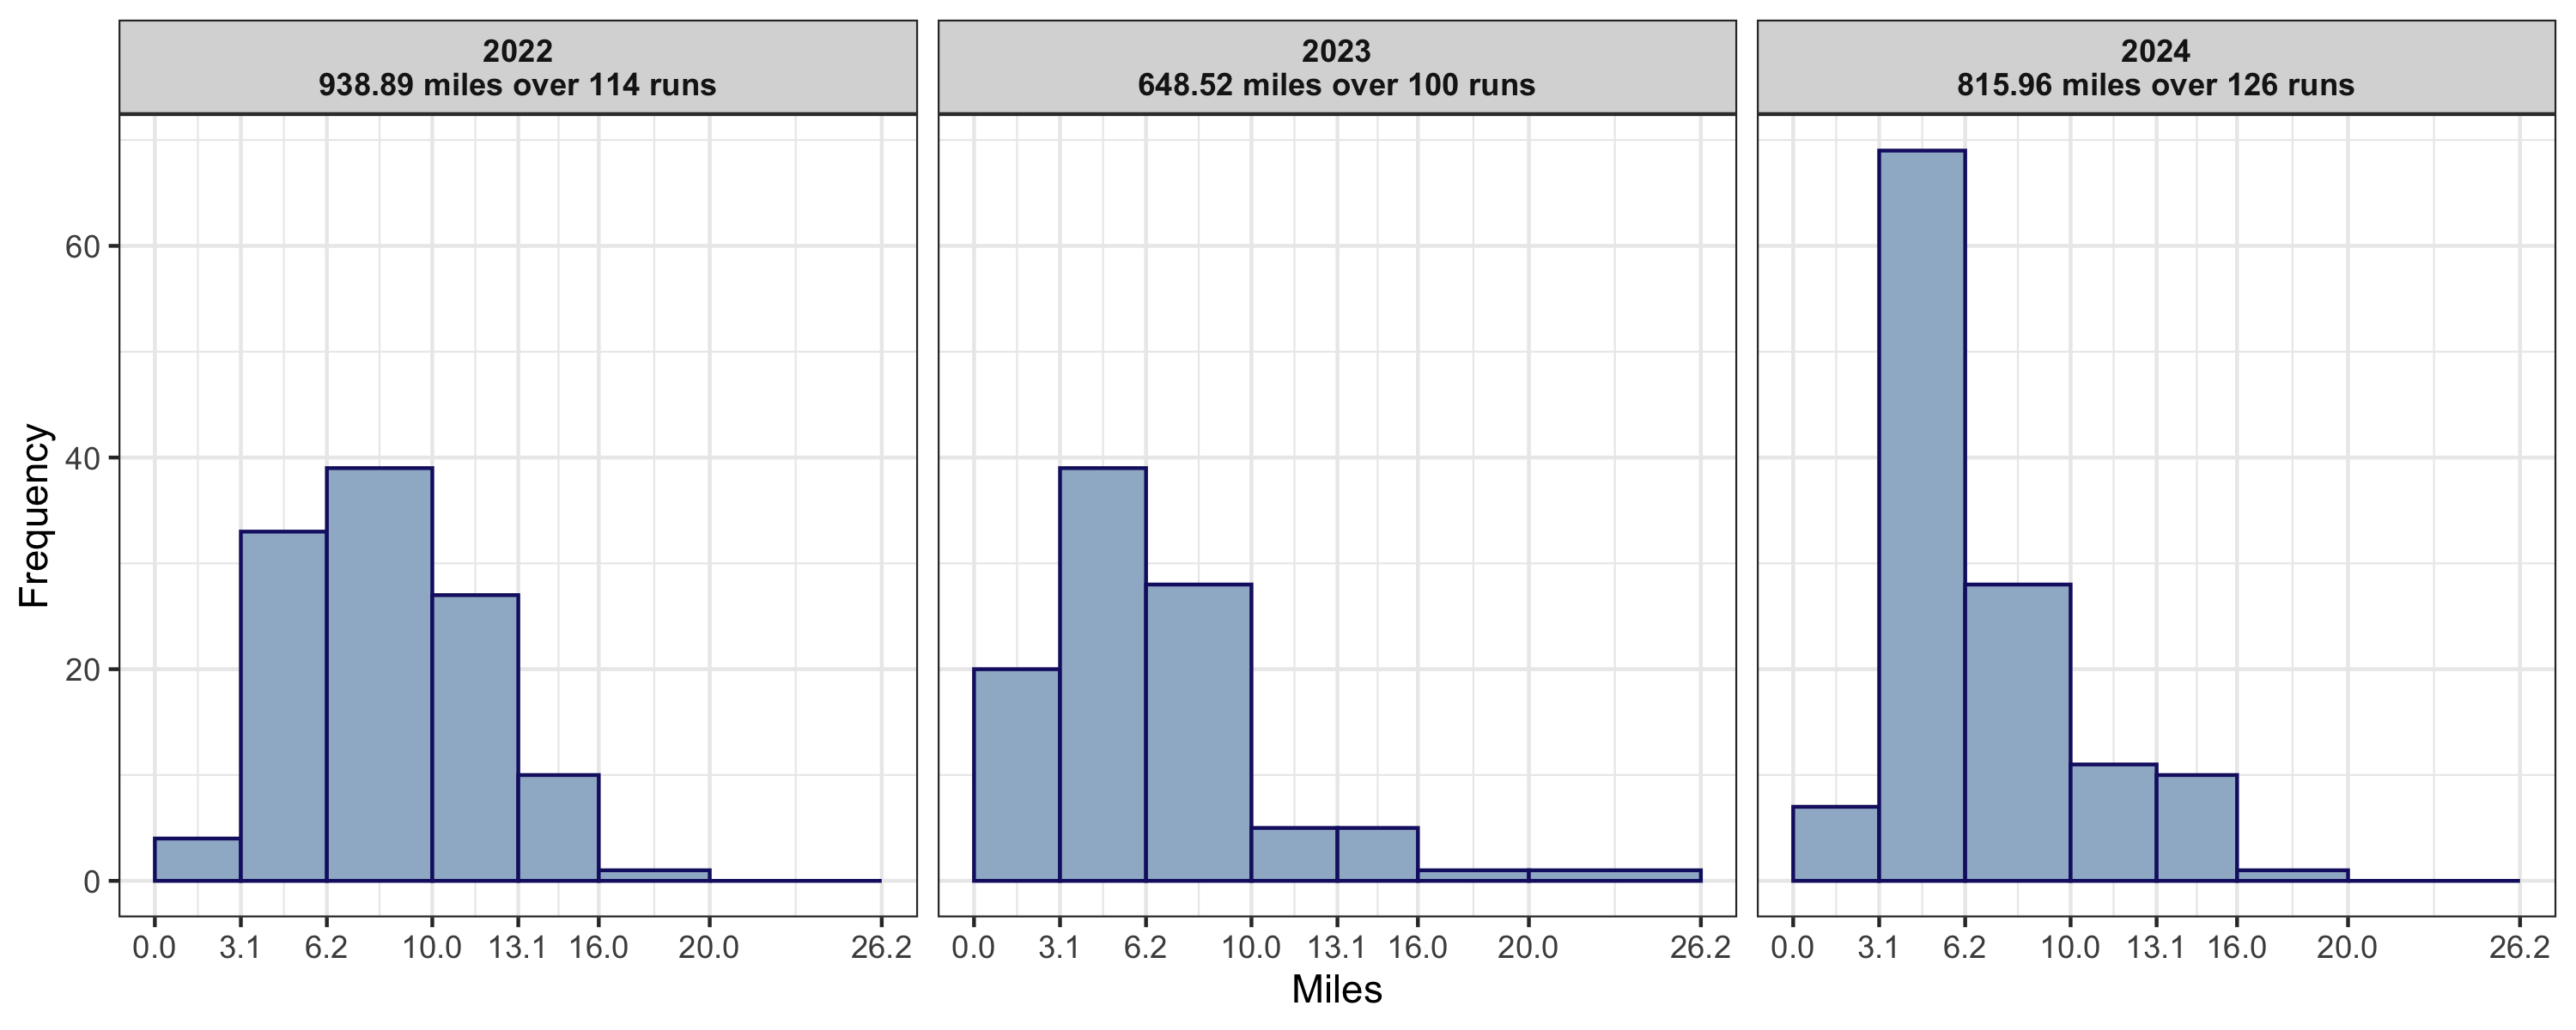 2022
938.89 miles over 114 runs
2023
648.52 miles over 100 runs
2024
815.96 miles over 126 runs
Frequency
60
40
20
0
0.0 3.1 6.2 10.0 13.1 16.0 20.0 26.2
0.0 3.1 6.2 10.0 13.1 16.0 20.0 26.2
0.0 3.1 6.2 10.0 13.1 16.0 20.0 26.2
Miles